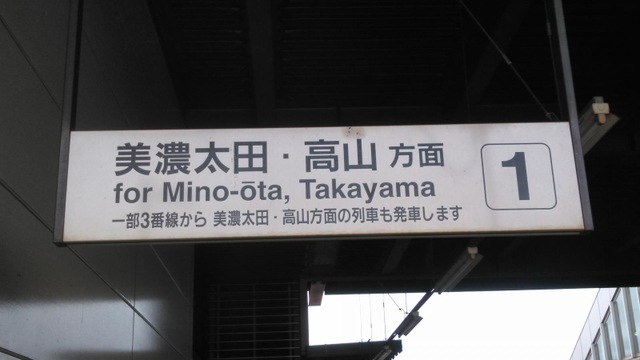 美濃太田・高山 方面
for Mino-ōta, Takayama
一部3番線から 美濃太田・高山方面の列車も発車します
1